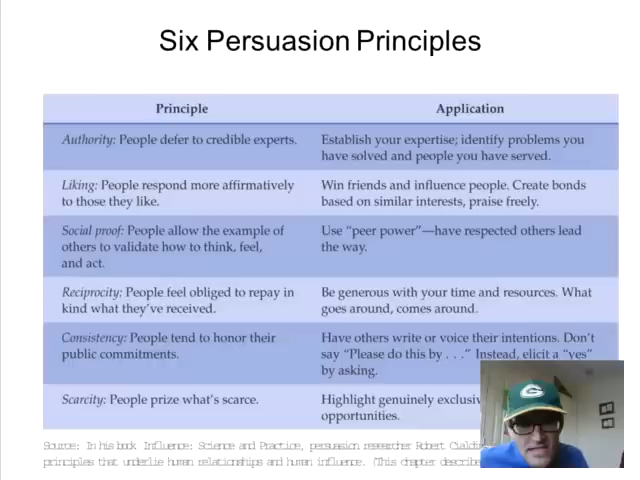 Six Persuasion Principles
Principle Application
Authority: People defer to credible experts. Establish your expertise; identify problems you
have solved and people you have served.
Liking: People respond more affirmatively Win friends and influence people. Create bonds
to those they like. based on similar interests, praise freely.
Social proof: People allow the example of Use “peer power”—have respected others lead
others to validate how to think, feel, the way.
and act.
Reciprocity: People feel obliged to repay in Be generous with your time and resources. What
kind what they’ve received. goes around, comes around.
Consistency: People tend to honor their Have others write or voice their intentions. Don’t
public commitments. say “Please do this by . . .” Instead, elicit a “yes”
by asking.
Scarcity: People prize what’s scarce. Highlight genuinely
opportunities.
Source: In his book Influence: Science and Practice, persuasion researcher Robert
principles that underlie human relationships and human influence. (This chapter
G